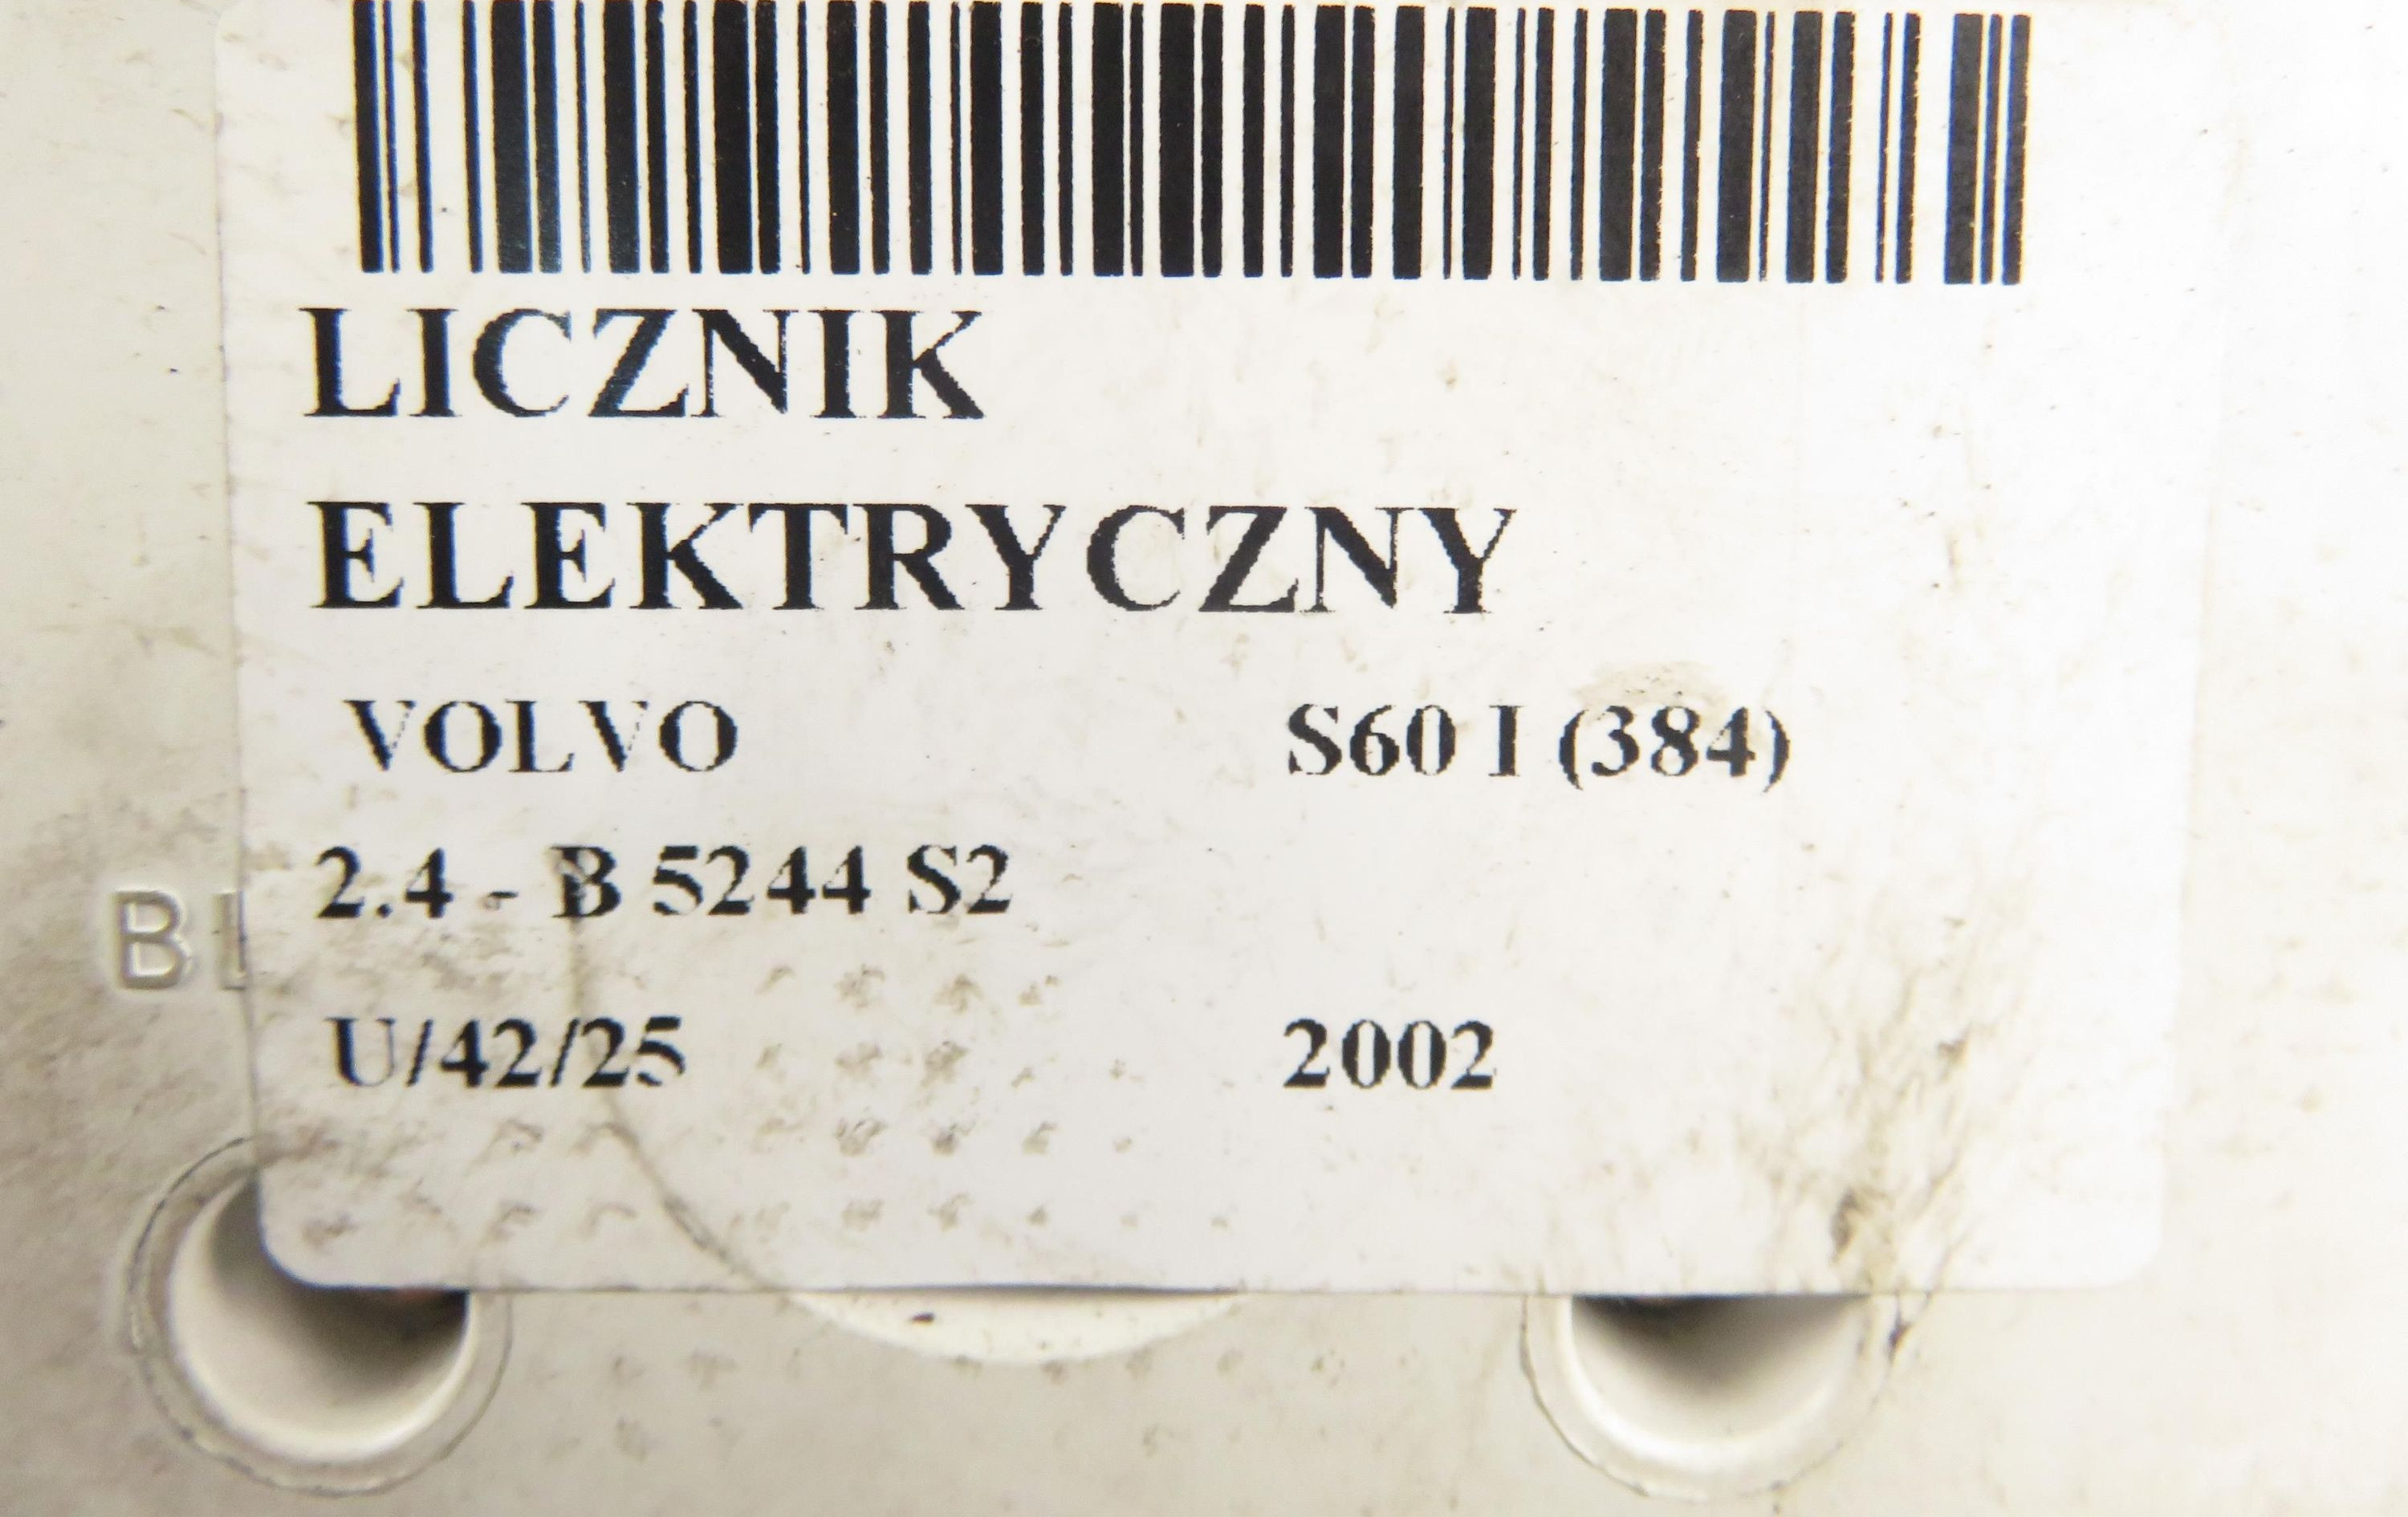 LICZNIK
ELEKTRYCZNY
VOLVO S60 I (384)
2.4 - B 5244 S2
U/42/25 2002